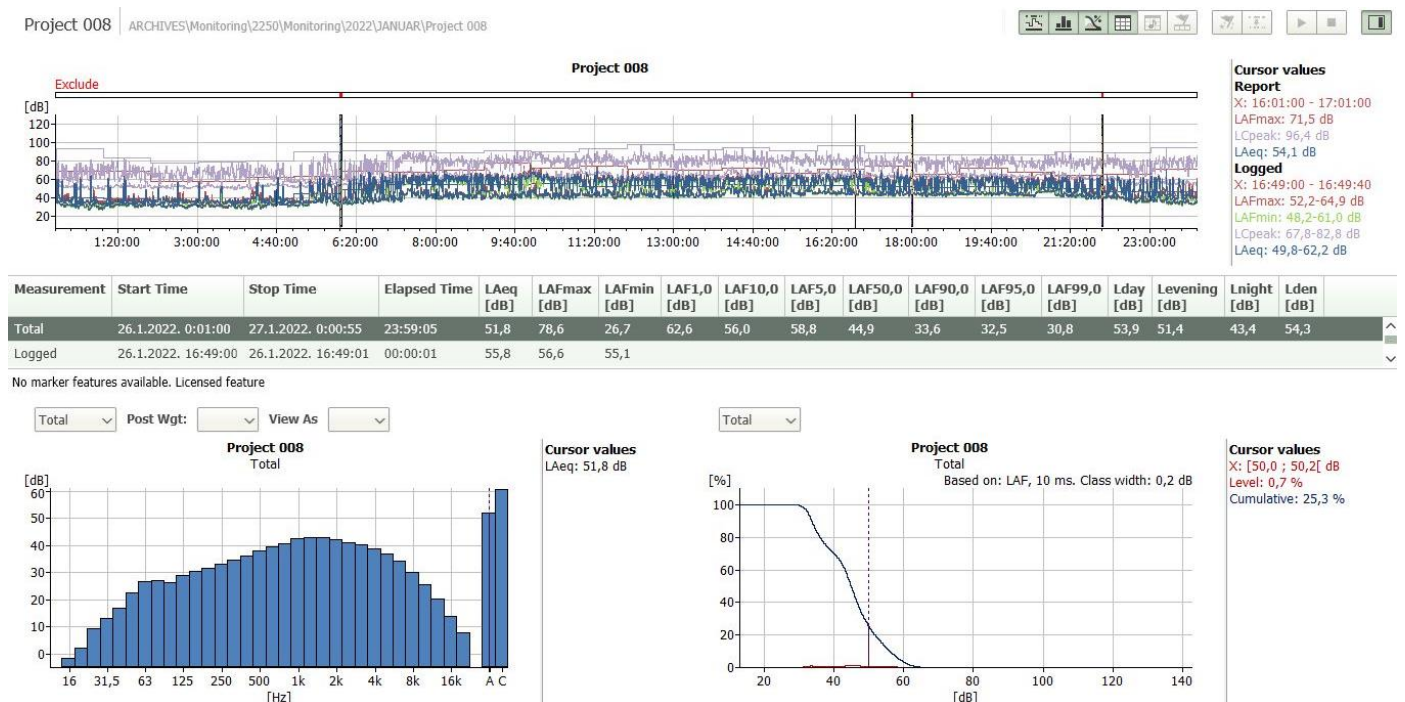 Project 008 ARCHIVES\Monitoring\2250\Monitoring\2022\JANUAR\Project 008
Project 008
Exclude
[dB]
120
100
80
60
40
20
1:20:00 3:00:00 4:40:00 6:20:00 8:00:00 9:40:00 11:20:00 13:00:00 14:40:00 16:20:00 18:00:00 19:40:00 21:20:00 23:00:00
Cursor values
Report
X: 16:01:00 - 17:01:00
LAFmax: 71,5 dB
LCpeak: 96,4 dB
LAeq: 54,1 dB
Logged
X: 16:49:00 - 16:49:40
LAFmax: 52,2-64,9 dB
LAFmin: 48,2-61,0 dB
LCpeak: 67,8-82,8 dB
LAeq: 49,8-62,2 dB
Measurement Start Time Stop Time Elapsed Time LAeq [dB] LAFmax [dB] LAFmin [dB] LAF1,0 [dB] LAF10,0 [dB] LAF5,0 [dB] LAF50,0 [dB] LAF90,0 [dB] LAF95,0 [dB] LAF99,0 [dB] Lday [dB] Levening [dB] Lnight [dB] Lden [dB]
Total 26.1.2022. 0:01:00 27.1.2022. 0:00:55 23:59:05 51,8 78,6 26,7 62,6 56,0 58,8 44,9 33,6 32,5 30,8 53,9 51,4 43,4 54,3
Logged 26.1.2022. 16:49:00 26.1.2022. 16:49:01 00:00:01 55,8 56,6 55,1
No marker features available. Licensed feature
Total Post Wgt: View As
Project 008
Total
[dB]
60
50
40
30
20
10
0
16 31,5 63 125 250 500 1k 2k 4k 8k 16k A C
[Hz]
Cursor values
LAeq: 51,8 dB
Total
Project 008
Total
[%] Based on: LAF, 10 ms. Class width: 0,2 dB
100
80
60
40
20
0
20 40 60 80 100 120 140
[dB]
Cursor values
X: [50,0 ; 50,2[ dB
Level: 0,7 %
Cumulative: 25,3 %